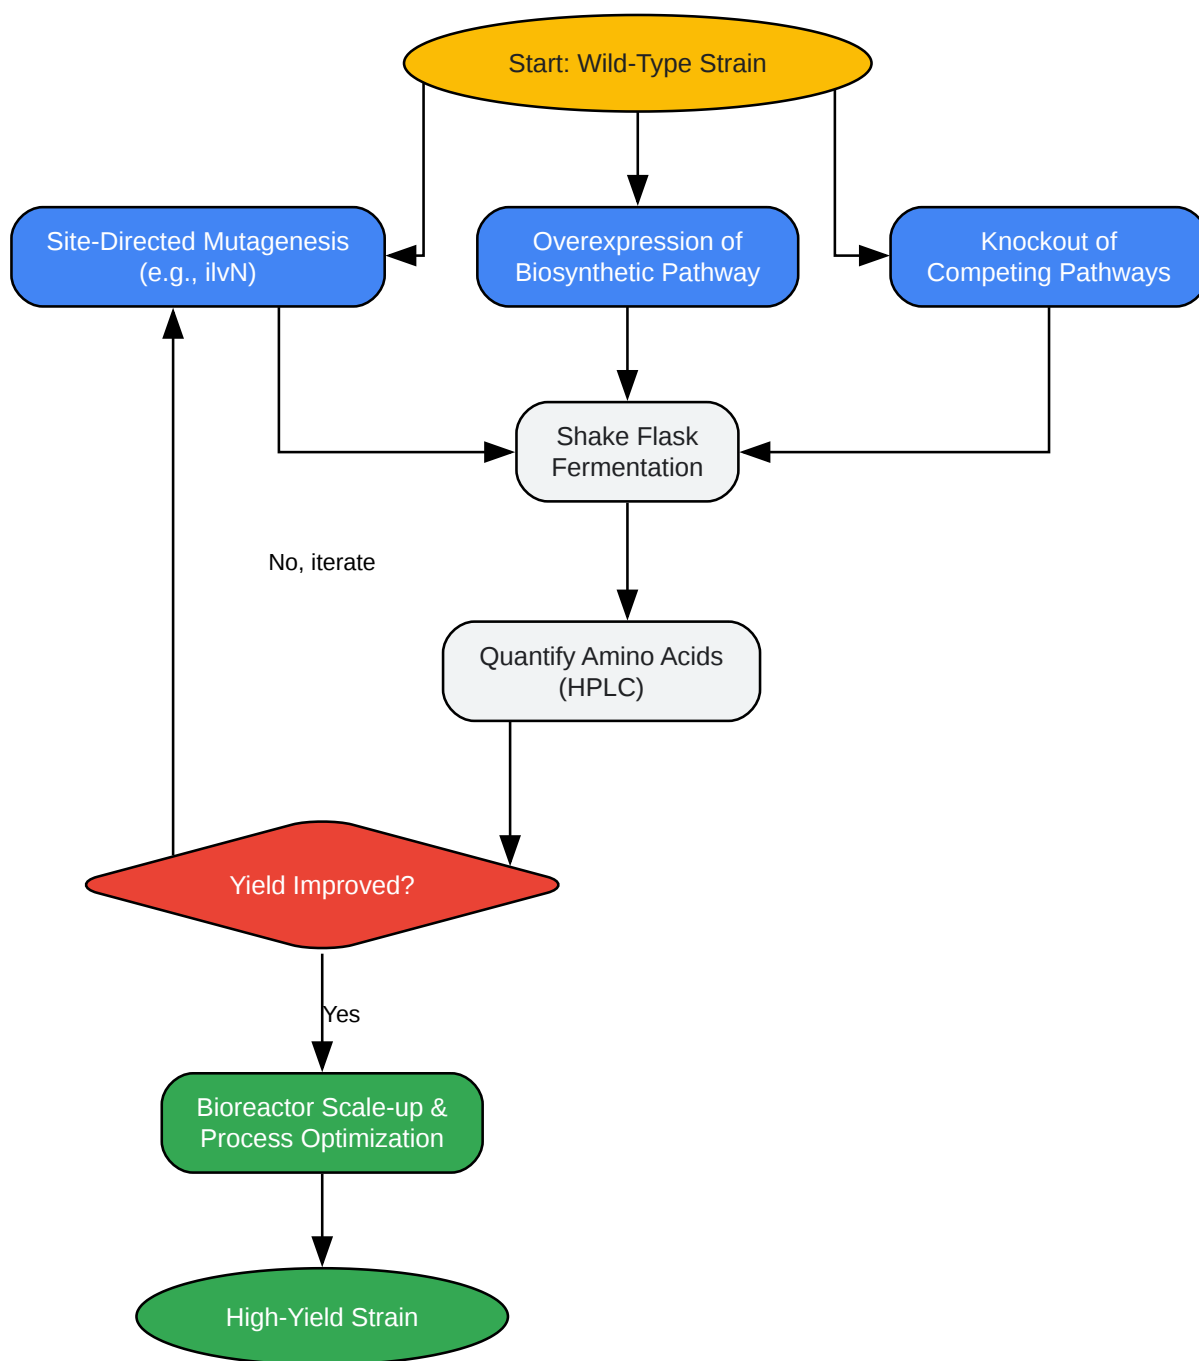 Start: Wild-Type Strain
Site-Directed Mutagenesis
(e.g., ilvN)
Overexpression of
Biosynthetic Pathway
Knockout of
Competing Pathways
Shake Flask
Fermentation
No, iterate
Quantify Amino Acids
(HPLC)
Yield Improved?
Yes
Bioreactor Scale-up &
Process Optimization
High-Yield Strain